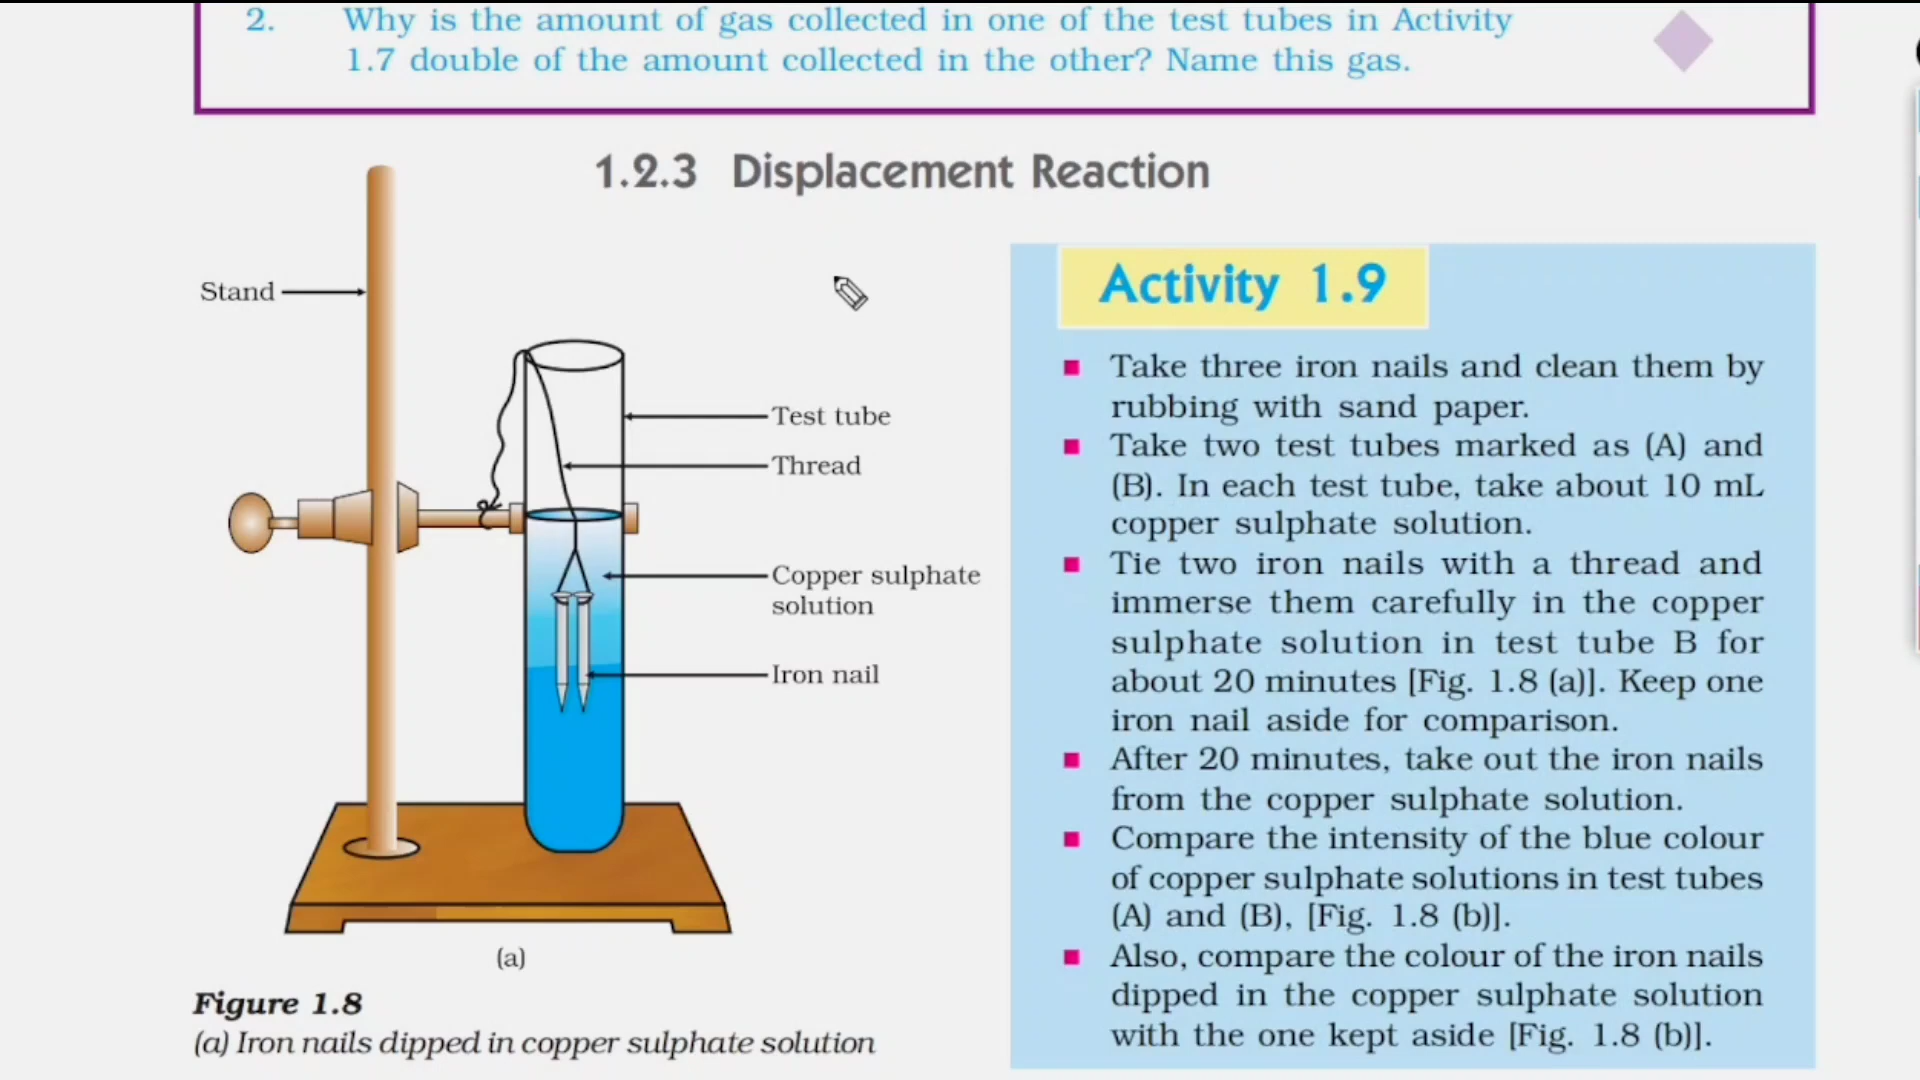 2. Why is the amount of gas collected in one of the test tubes in Activity
1.7 double of the amount collected in the other? Name this gas.
1.2.3 Displacement Reaction
Stand
Test tube
Thread
Copper sulphate
solution
Iron nail
(a)
Figure 1.8
(a) Iron nails dipped in copper sulphate solution
Activity 1.9
Take three iron nails and clean them by
rubbing with sand paper.
Take two test tubes marked as (A) and
(B). In each test tube, take about 10 mL
copper sulphate solution.
Tie two iron nails with a thread and
immerse them carefully in the copper
sulphate solution in test tube B for
about 20 minutes [Fig. 1.8 (a)]. Keep one
iron nail aside for comparison.
After 20 minutes, take out the iron nails
from the copper sulphate solution.
Compare the intensity of the blue colour
of copper sulphate solutions in test tubes
(A) and (B), [Fig. 1.8 (b)].
Also, compare the colour of the iron nails
dipped in the copper sulphate solution
with the one kept aside [Fig. 1.8 (b)].